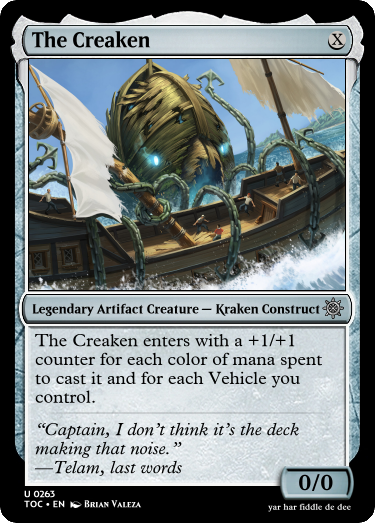 The Creaken
X
Legendary Artifact Creature — Kraken Construct
The Creaken enters with a +1/+1
counter for each color of mana spent
to cast it and for each Vehicle you
control.
“Captain, I don’t think it’s the deck
making that noise.”
—Telam, last words
0/0
U 0263
TOC • EN Brian Valeza
yar har fiddle de dee